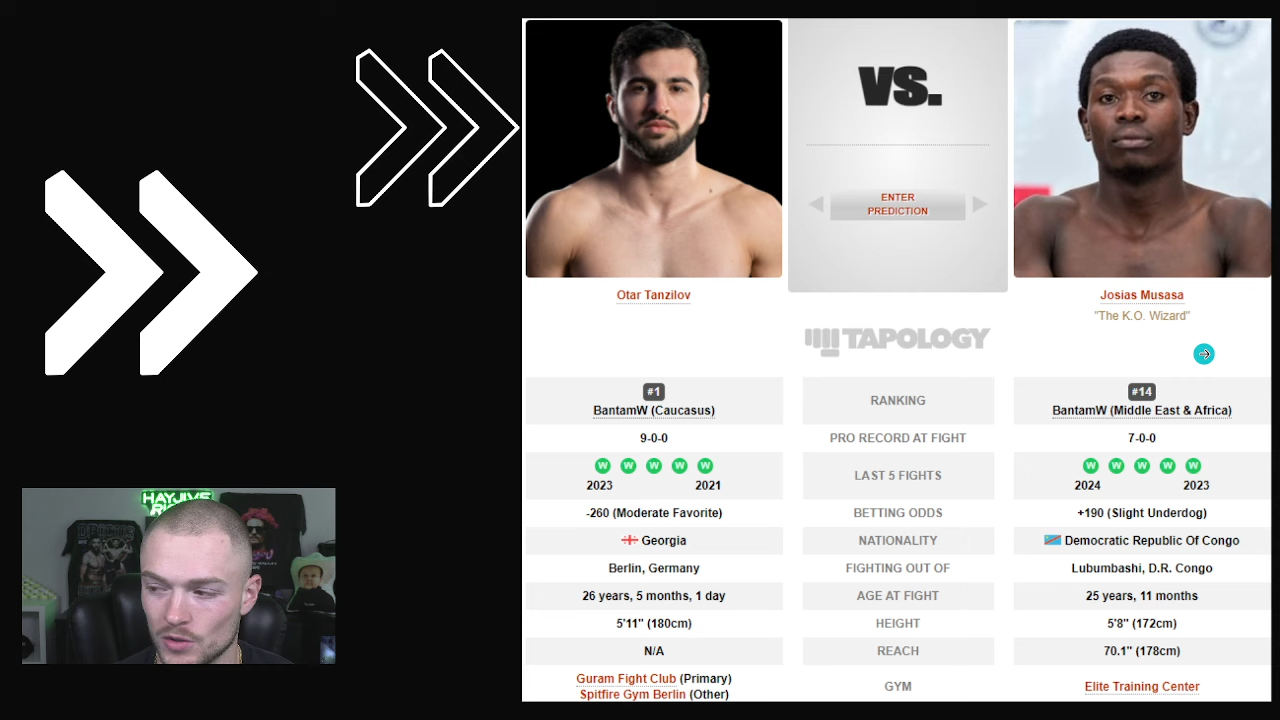 VS.
ENTER
PREDICTION
Otar Tanzilov
Josias Musasa
"The K.O. Wizard"
TAPOLOGY
#1
BantamW (Caucasus)
RANKING
#14
BantamW (Middle East & Africa)
9-0-0
PRO RECORD AT FIGHT
7-0-0
W W W W W
2023 2021
LAST 5 FIGHTS
W W W W W
2024 2023
-260 (Moderate Favorite)
BETTING ODDS
+190 (Slight Underdog)
Georgia
NATIONALITY
Democratic Republic Of Congo
Berlin, Germany
FIGHTING OUT OF
Lubumbashi, D.R. Congo
26 years, 5 months, 1 day
AGE AT FIGHT
25 years, 11 months
5'11" (180cm)
HEIGHT
5'8" (172cm)
N/A
REACH
70.1" (178cm)
Guram Fight Club (Primary)
Spitfire Gym Berlin (Other)
GYM
Elite Training Center
HAYJIVE